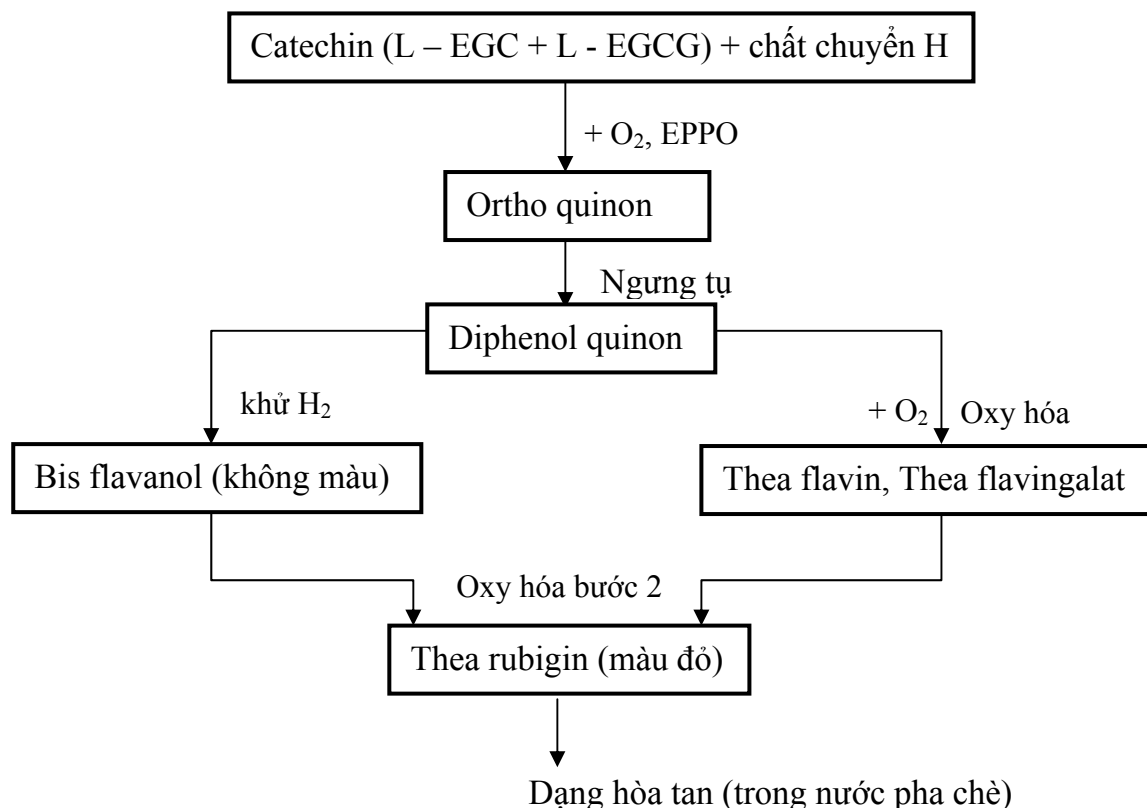 Catechin (L – EGC + L - EGCG) + chất chuyển H
+ O₂, EPPO
Ortho quinon
Ngưng tụ
Diphenol quinon
khử H₂
+ O₂ Oxy hóa
Bis flavanol (không màu)
Thea flavin, Thea flavingalat
Oxy hóa bước 2
Thea rubigin (màu đỏ)
Dạng hòa tan (trong nước pha chè)